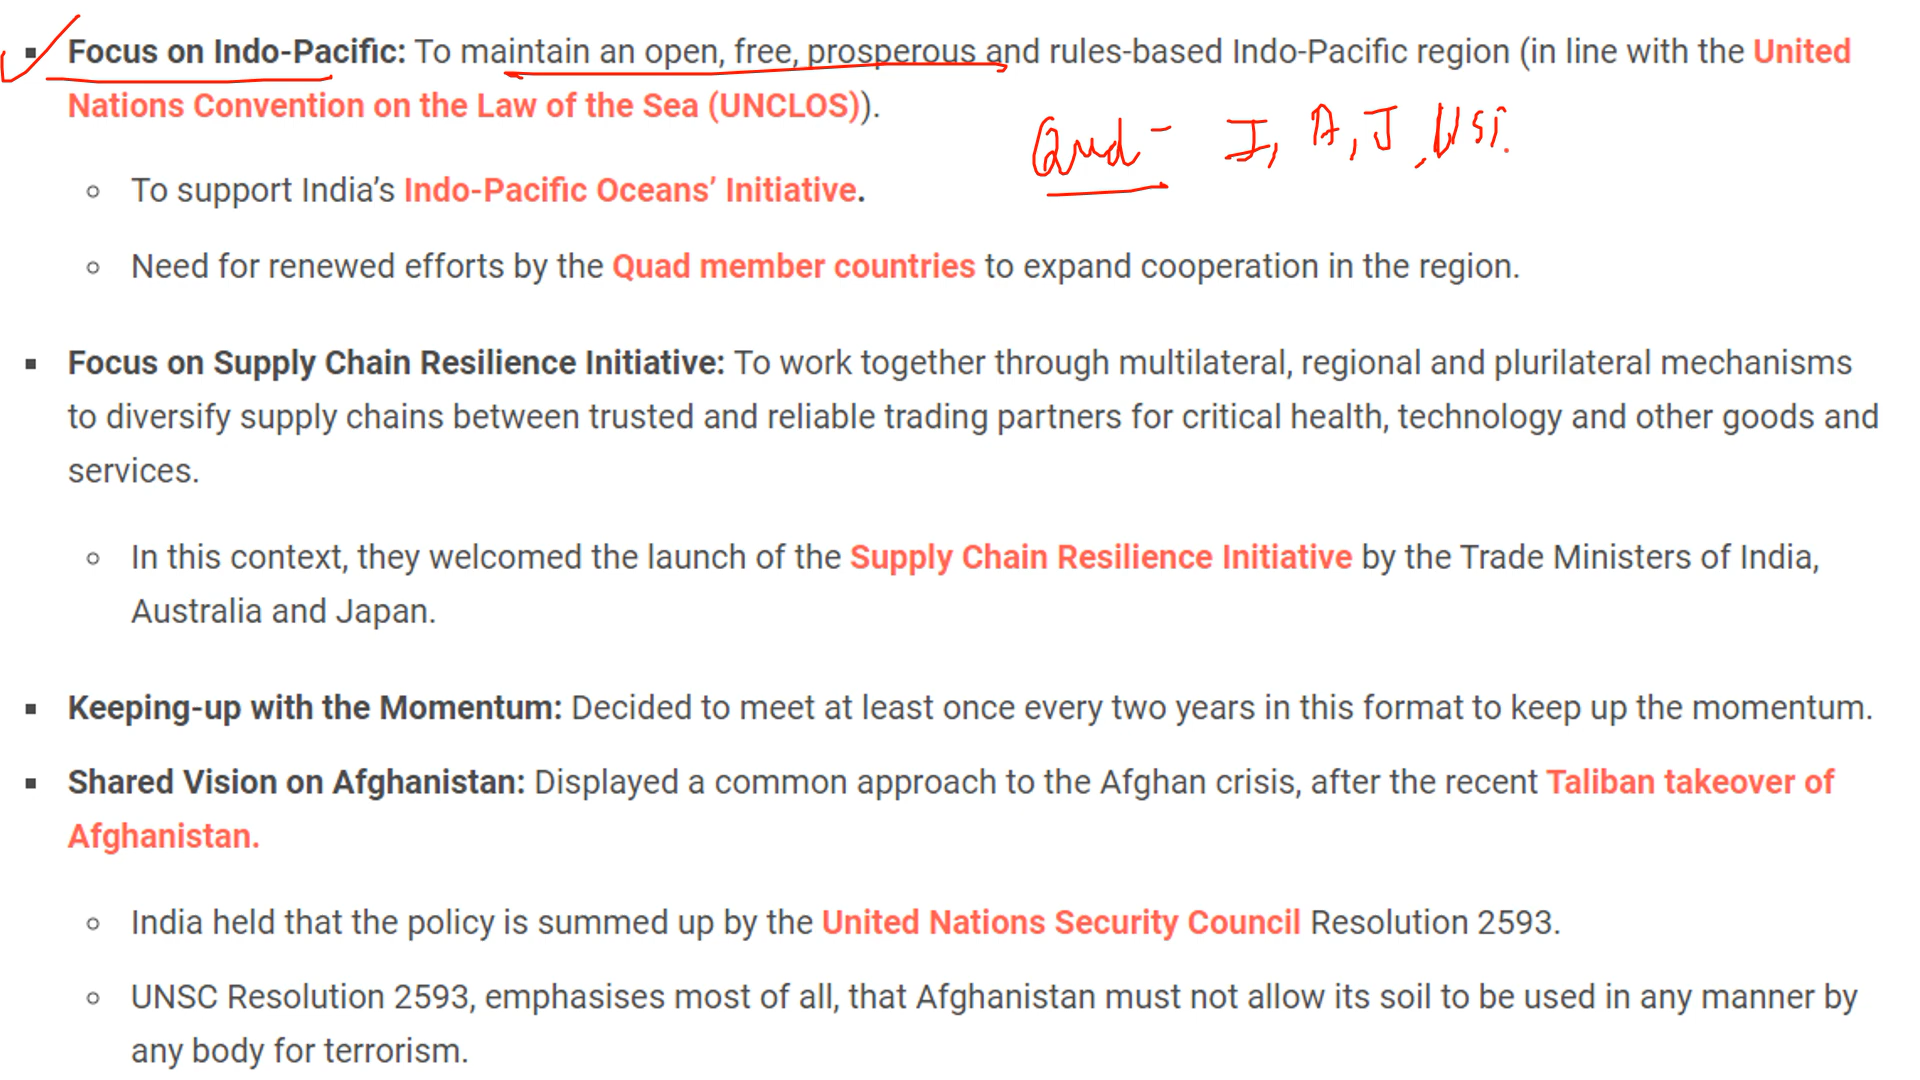 ▪ Focus on Indo-Pacific: To maintain an open, free, prosperous and rules-based Indo-Pacific region (in line with the United
Nations Convention on the Law of the Sea (UNCLOS)).
Quad - I, A, J, US
○ To support India’s Indo-Pacific Oceans’ Initiative.
○ Need for renewed efforts by the Quad member countries to expand cooperation in the region.
▪ Focus on Supply Chain Resilience Initiative: To work together through multilateral, regional and plurilateral mechanisms
to diversify supply chains between trusted and reliable trading partners for critical health, technology and other goods and
services.
○ In this context, they welcomed the launch of the Supply Chain Resilience Initiative by the Trade Ministers of India,
Australia and Japan.
▪ Keeping-up with the Momentum: Decided to meet at least once every two years in this format to keep up the momentum.
▪ Shared Vision on Afghanistan: Displayed a common approach to the Afghan crisis, after the recent Taliban takeover of
Afghanistan.
○ India held that the policy is summed up by the United Nations Security Council Resolution 2593.
○ UNSC Resolution 2593, emphasises most of all, that Afghanistan must not allow its soil to be used in any manner by
any body for terrorism.